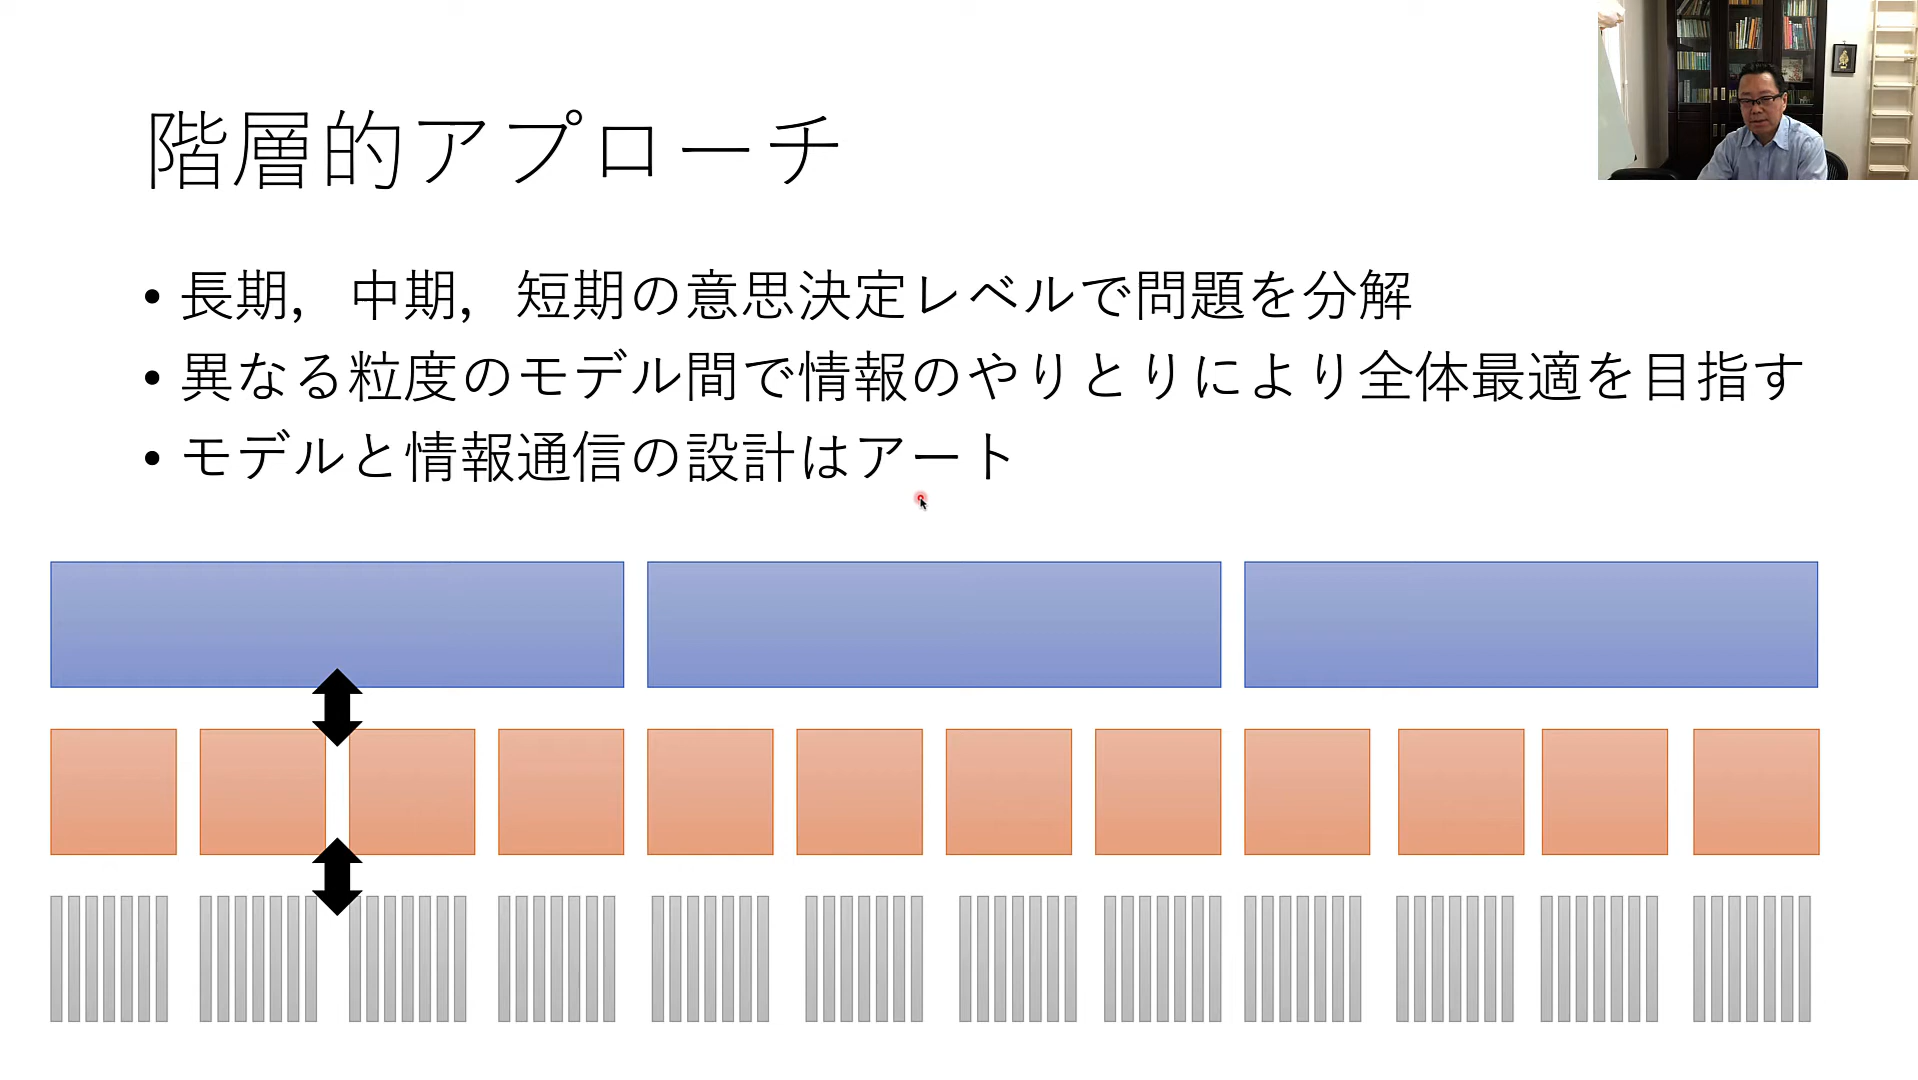 階層的アプローチ
• 長期，中期，短期の意思決定レベルで問題を分解
• 異なる粒度のモデル間で情報のやりとりにより全体最適を目指す
• モデルと情報通信の設計はアート